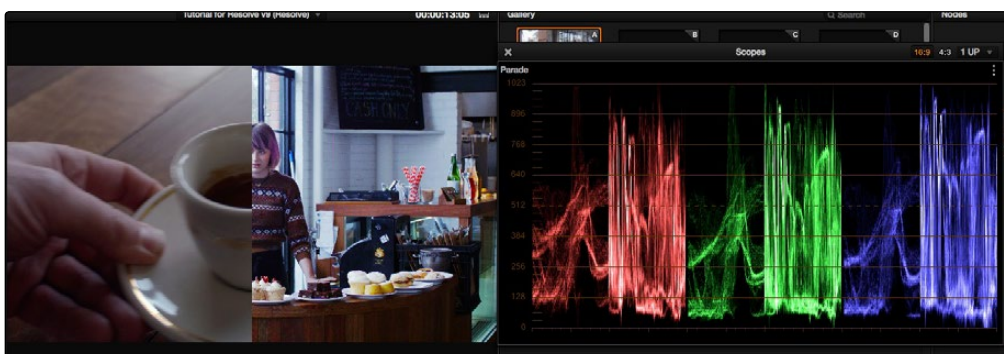 Tutorial for Resolve V9 (Resolve)
00:00:13:05
Gallery
Search
Nodes
A
B
C
D
Scopes
16:9 4:3 1 UP
Parade
1023
896
768
640
512
384
256
128
0
CASH ONLY